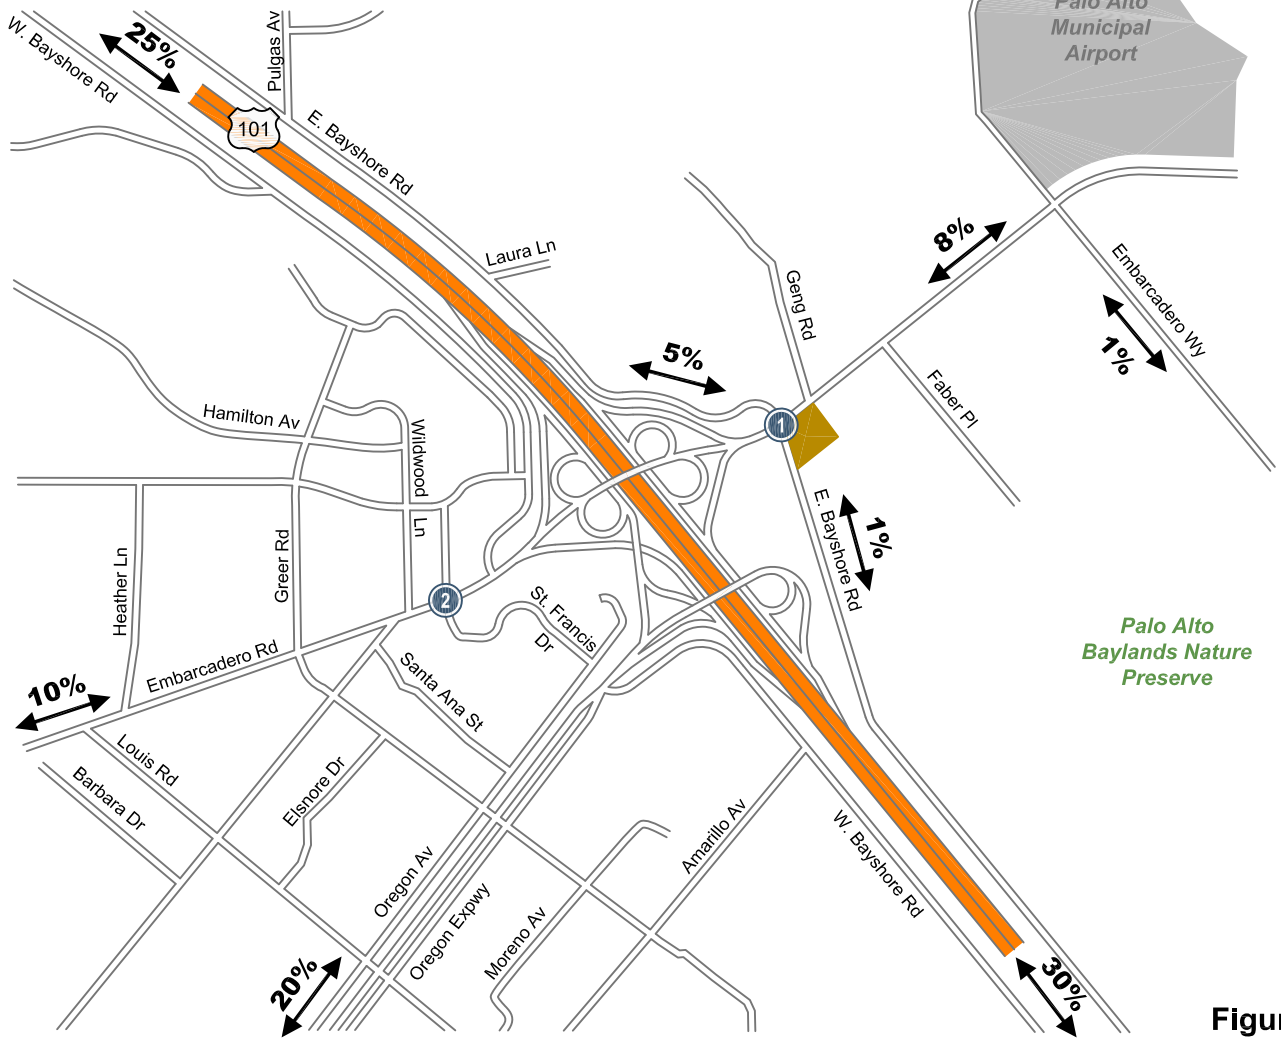 Palo Alto
Municipal
Airport
W. Bayshore Rd
25%
Pulgas Av
101
E. Bayshore Rd
Laura Ln
Geng Rd
8%
Embarcadero Wy
1%
5%
Faber Pl
1
Hamilton Av
Wildwood
Ln
E. Bayshore Rd
1%
Heather Ln
Greer Rd
2
St. Francis
Dr
Palo Alto
Baylands Nature
Preserve
Embarcadero Rd
10%
Santa Ana St
Louis Rd
Barbara Dr
Elsnore Dr
Oregon Av
Oregon Expwy
Moreno Av
Amarillo Av
W. Bayshore Rd
20%
30%
Figur